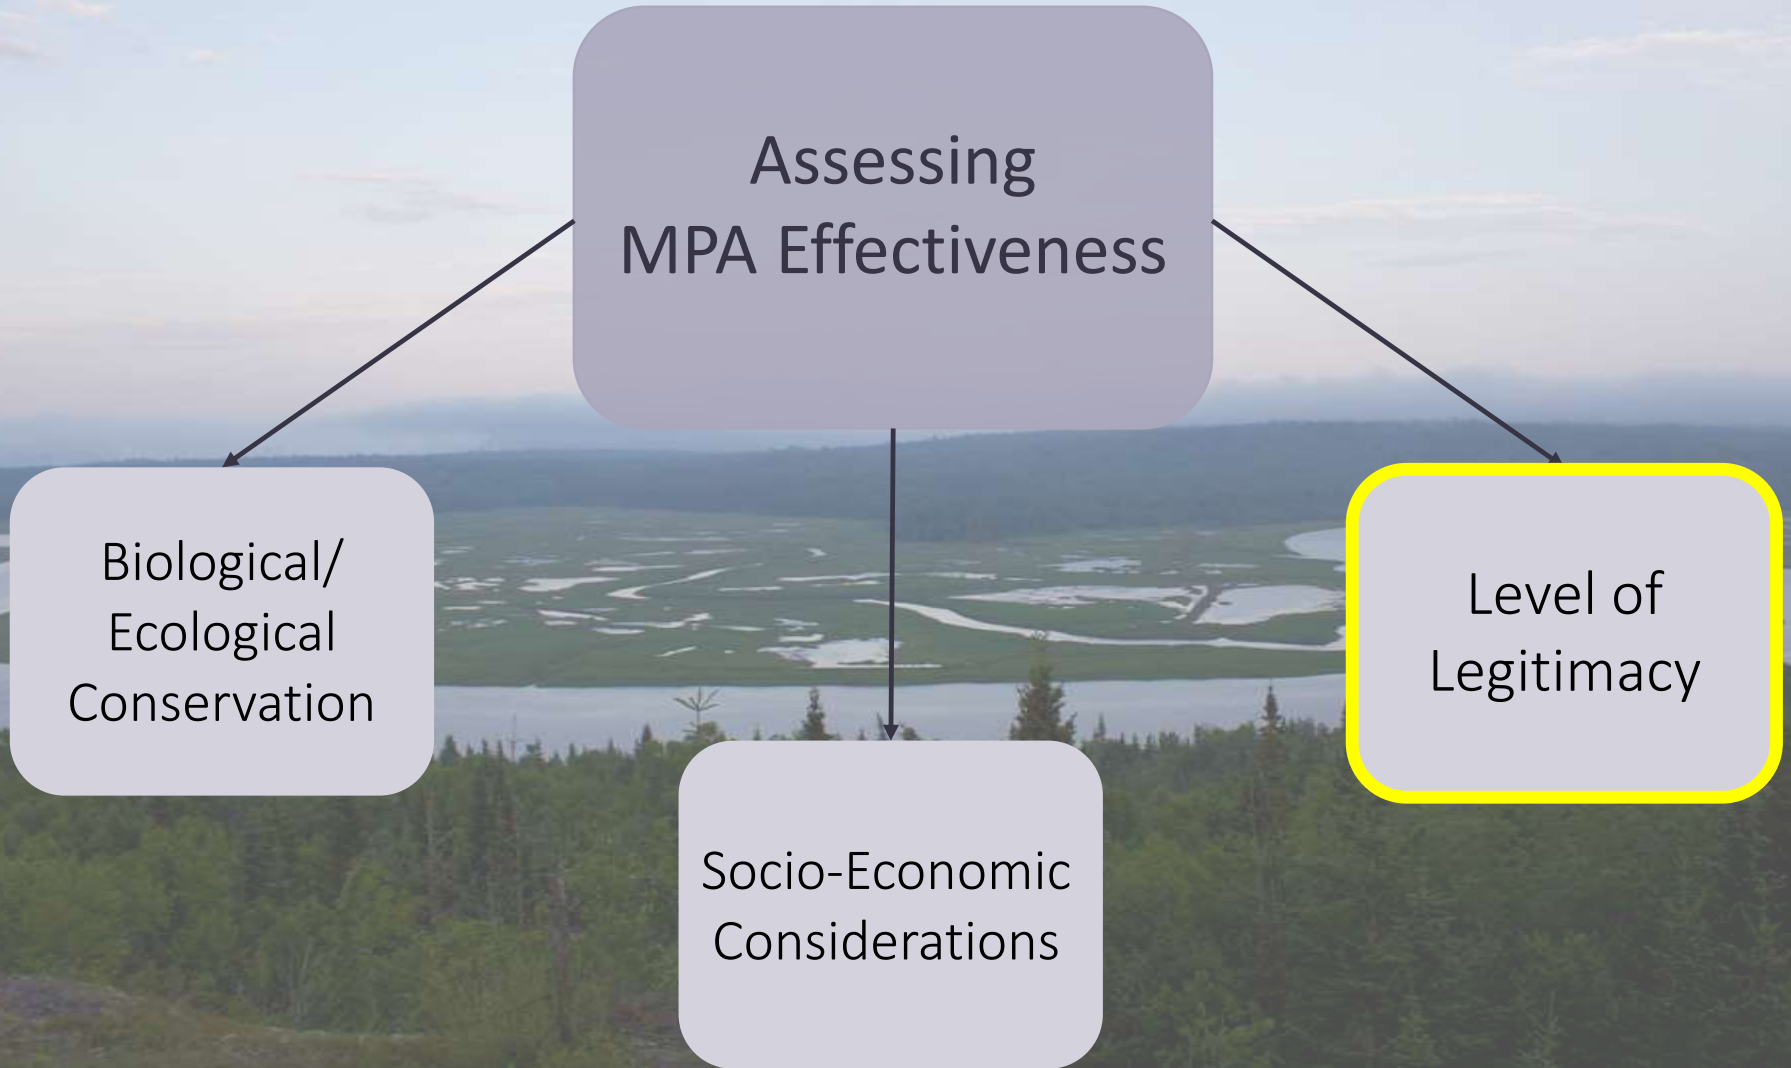 Assessing
MPA Effectiveness
Biological/
Ecological
Conservation
Socio-Economic
Considerations
Level of
Legitimacy